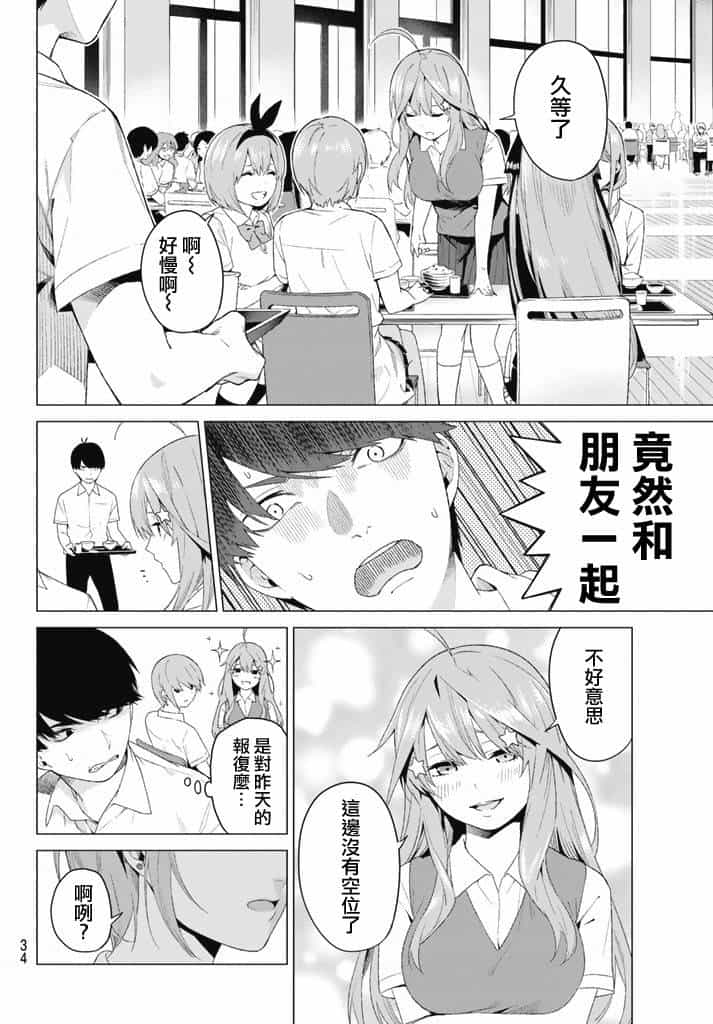 久等了
啊～
好慢啊～
竟然和
朋友一起
不好意思
這邊沒有空位了
是對昨天的
報復麼…
啊咧？
34